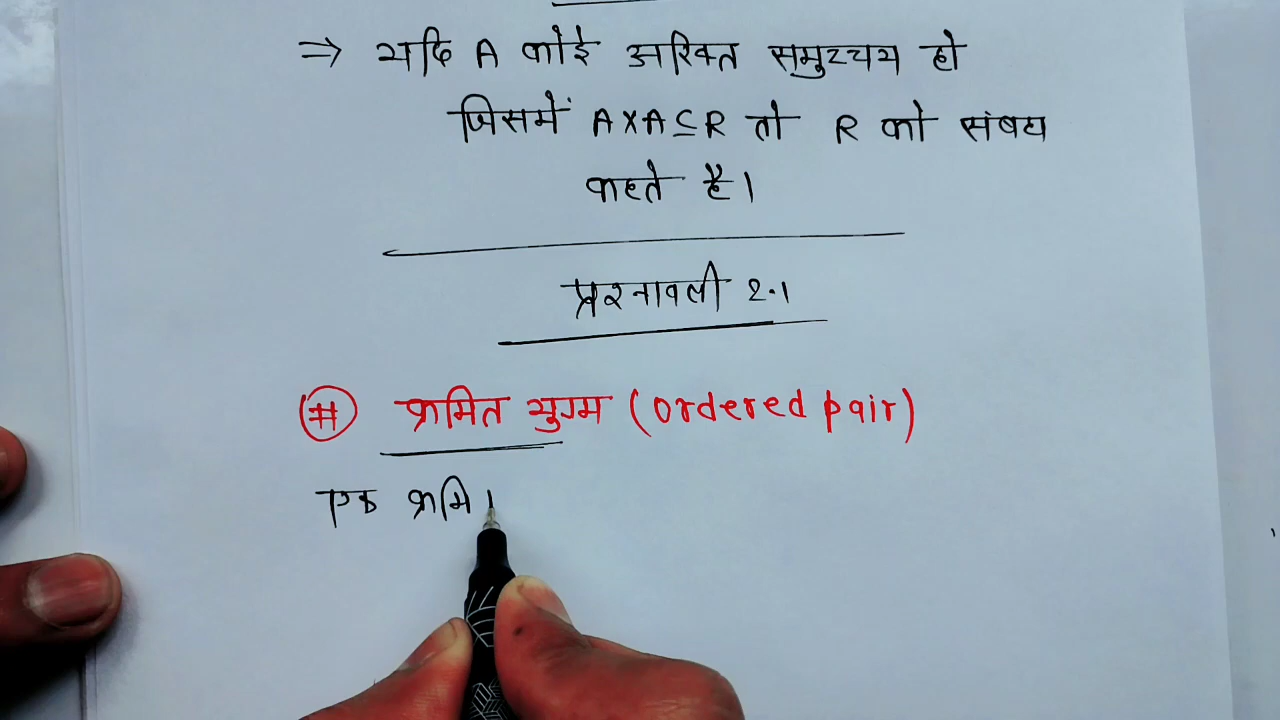 ⇒ यदि A कोई अरिक्त समुच्चय हो
जिसमें A×A⊆R तो R को संबंध
कहते है।
प्रश्नावली 2.1
# क्रमित युग्म (ordered pair)
एक क्रमि